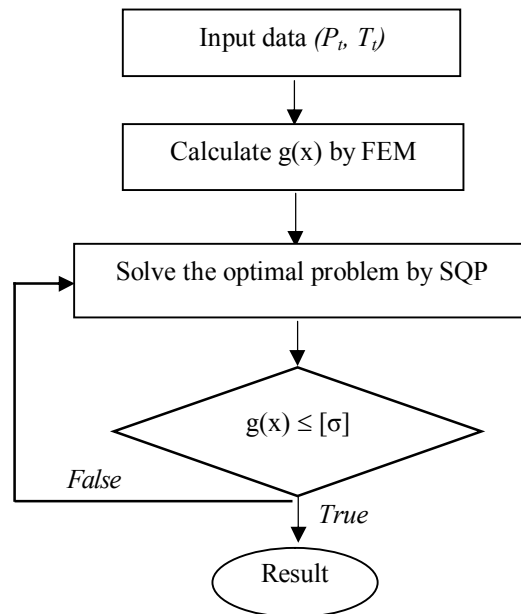 Input data (Pt, Tt)
Calculate g(x) by FEM
Solve the optimal problem by SQP
g(x) ≤ [σ]
False
True
Result